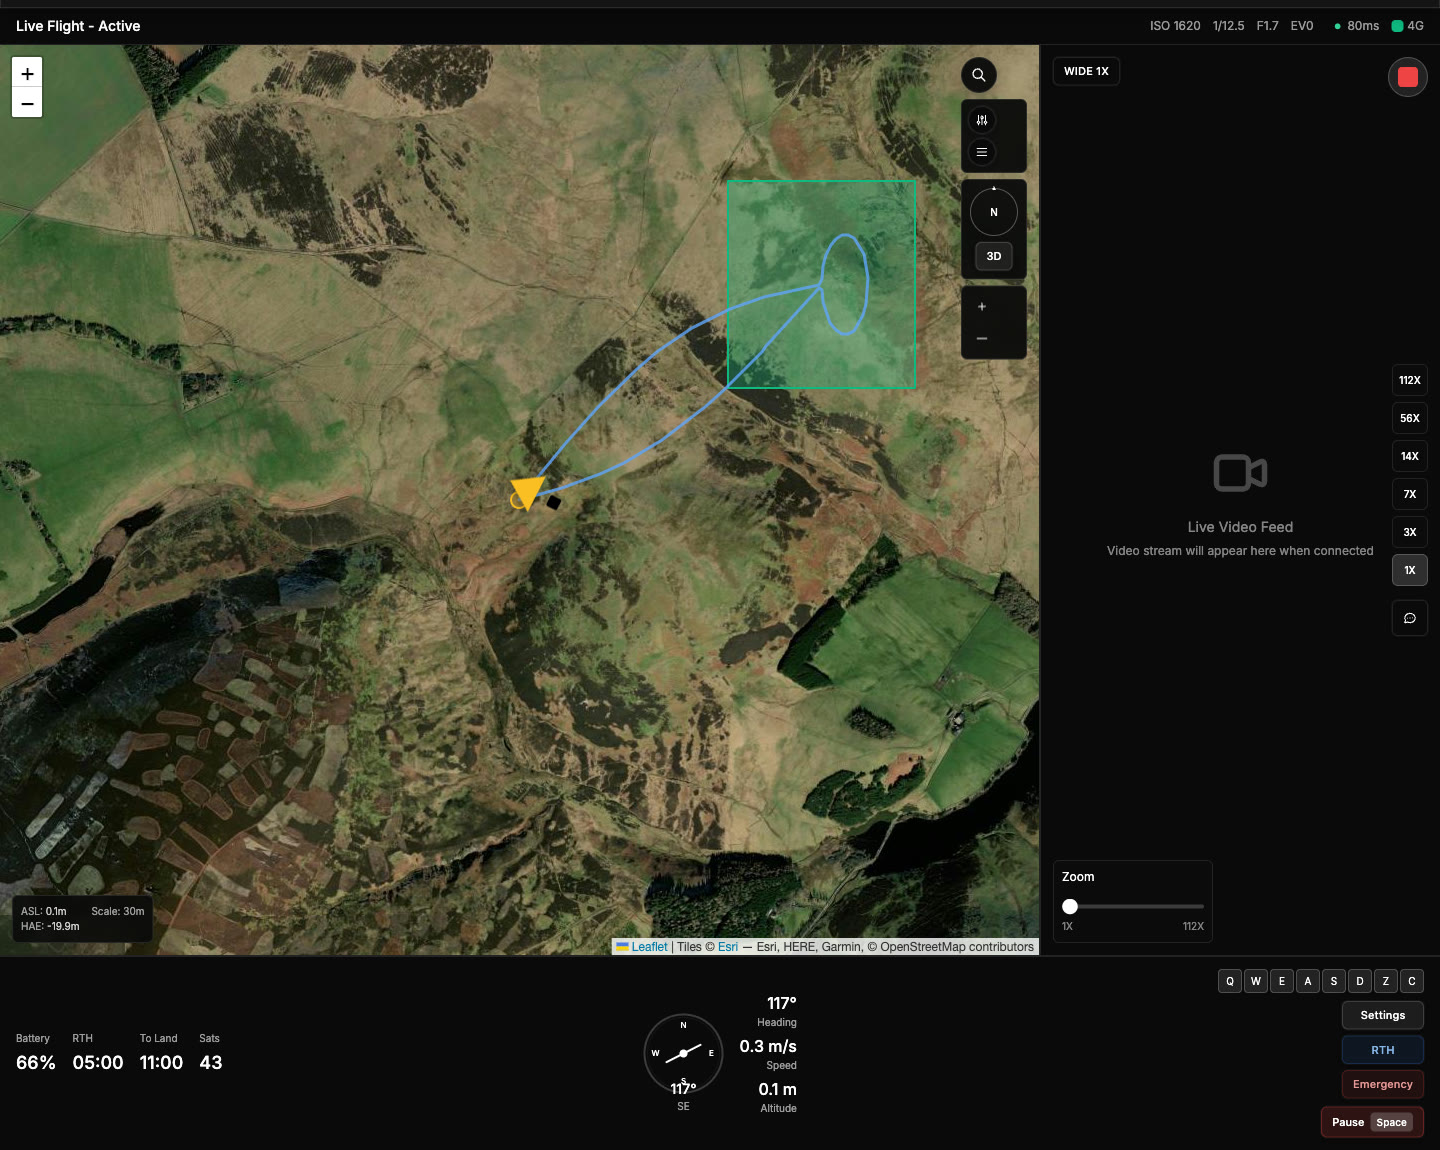 Live Flight - Active
ISO 1620 1/12.5 F1.7 EV0 80ms 4G
+
−
N
3D
+
−
ASL: 0.1m Scale: 30m
HAE: -19.9m
Leaflet | Tiles © Esri — Esri, HERE, Garmin, © OpenStreetMap contributors
WIDE 1X
112X
56X
14X
7X
3X
1X
Live Video Feed
Video stream will appear here when connected
Zoom
1X 112X
Battery RTH To Land Sats
66% 05:00 11:00 43
N
W E
S
117°
SE
117°
Heading
0.3 m/s
Speed
0.1 m
Altitude
Q W E A S D Z C
Settings
RTH
Emergency
Pause Space